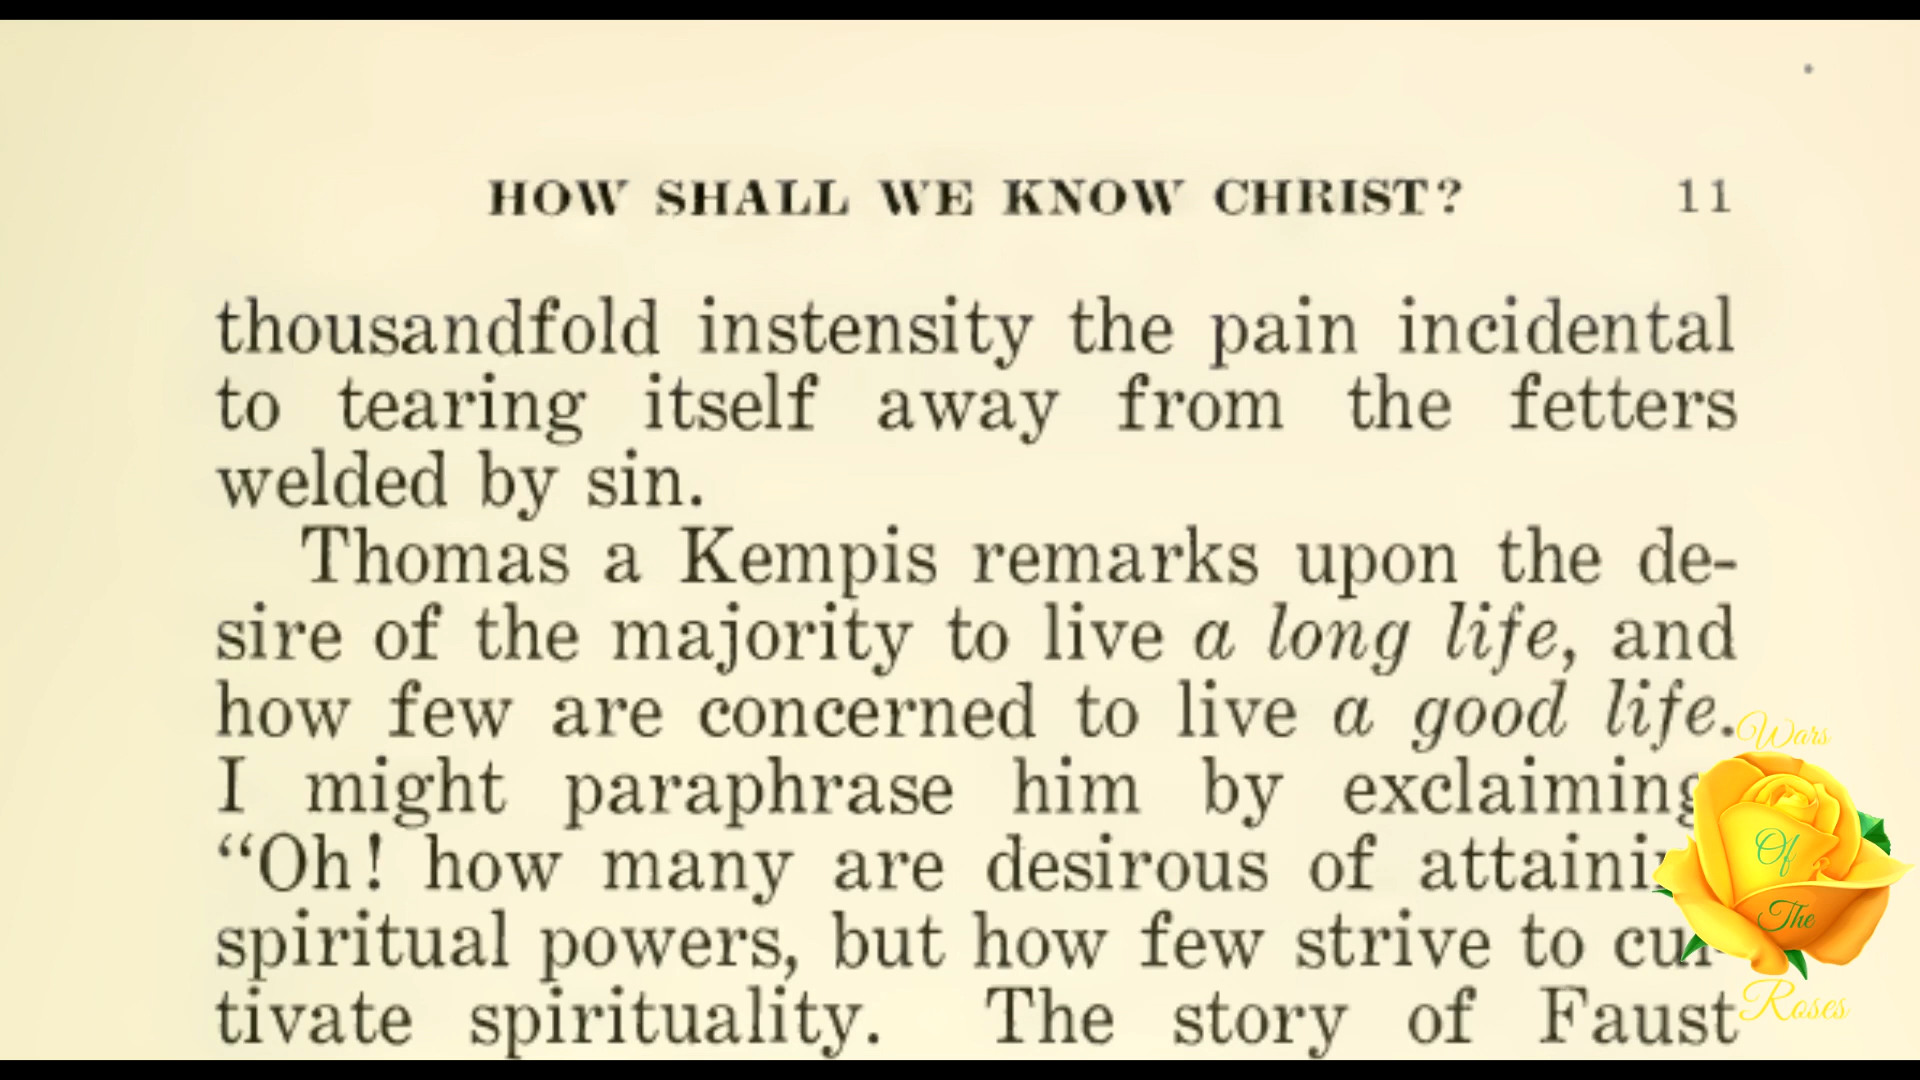 HOW SHALL WE KNOW CHRIST? 11
thousandfold instensity the pain incidental
to tearing itself away from the fetters
welded by sin.
Thomas a Kempis remarks upon the de-
sire of the majority to live a long life, and
how few are concerned to live a good life.
I might paraphrase him by exclaiming
“Oh! how many are desirous of
spiritual powers, but how few strive to
tivate spirituality. The story of Faust
Wars
Of
The
Roses